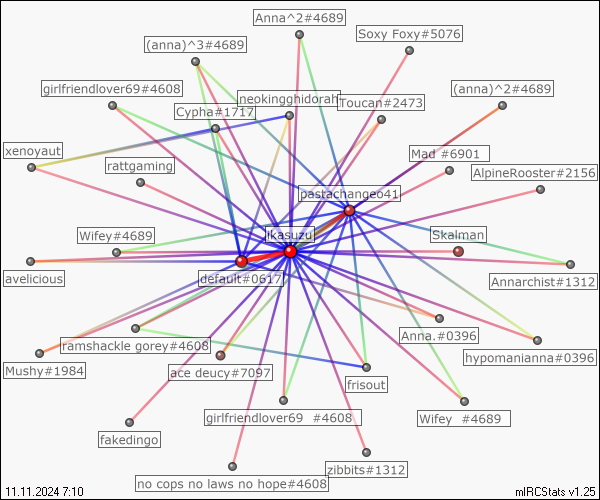 Anna^2#4689
Soxy Foxy#5076
(anna)^3#4689
girlfriendlover69#4608
(anna)^2#4689
neokingghidorah
Toucan#2473
Cypha#1717
xenoyaut
Mad #6901
rattgaming
AlpineRooster#2156
pastachangeo41
Wifey#4689
jikasuzu
Skaman
avelicious
default#0617
Annarchist#1312
Anna.#0396
ramshackle gorey#4608
hypomanianna#0396
Mushy#1984
ace deucy#7097
frisout
girlfriendlover69 #4608
Wifey #4689
fakedingo
zibbits#1312
no cops no laws no hope#4608
11.11.2024 7:10
mIRCStats v1.25